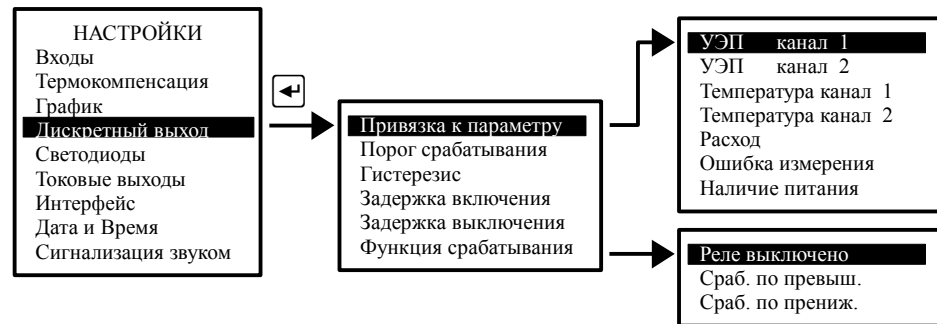 НАСТРОЙКИ
Входы
Термокомпенсация
График
Дискретный выход
Светодиоды
Токовые выходы
Интерфейс
Дата и Время
Сигнализация звуком
Привязка к параметру
Порог срабатывания
Гистерезис
Задержка включения
Задержка выключения
Функция срабатывания
УЭП канал 1
УЭП канал 2
Температура канал 1
Температура канал 2
Расход
Ошибка измерения
Наличие питания
Реле выключено
Сраб. по превыш.
Сраб. по прениж.